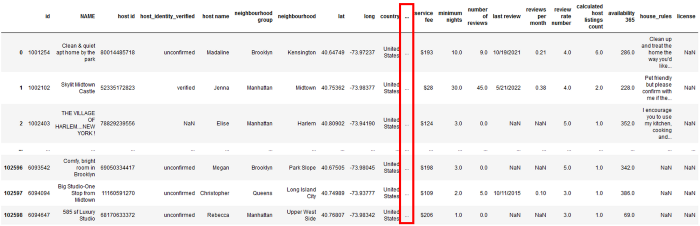 id NAME host id host_identity_verified host name neighbourhood group neighbourhood lat long country ... service fee minimum nights number of reviews last review reviews per month review rate number calculated host listings count availability 365 house_rules license
0 1001254 Clean & quiet apt home by the park 80014485718 unconfirmed Madaline Brooklyn Kensington 40.64749 -73.97237 United States ... $193 10.0 9.0 10/19/2021 0.21 4.0 6.0 286.0 Clean up and treat the home the way you'd like... NaN
1 1002102 Skylit Midtown Castle 52335172823 verified Jenna Manhattan Midtown 40.75362 -73.98377 United States ... $28 30.0 45.0 5/21/2022 0.38 4.0 2.0 228.0 Pet friendly but please confirm with me if the... NaN
2 1002403 THE VILLAGE OF HARLEM....NEW YORK ! 78829239556 NaN Elise Manhattan Harlem 40.80902 -73.94190 United States ... $124 3.0 0.0 NaN NaN 5.0 1.0 352.0 I encourage you to use my kitchen, cooking and... NaN
... ... ... ... ... ... ... ... ... ... ... ... ... ... ... ... ... ... ... ... ... ... ...
102596 6093542 Comfy, bright room in Brooklyn 69050334417 unconfirmed Megan Brooklyn Park Slope 40.67505 -73.98045 United States ... $198 3.0 0.0 NaN NaN 5.0 1.0 342.0 NaN NaN
102597 6094094 Big Studio-One Stop from Midtown 11160591270 unconfirmed Christopher Queens Long Island City 40.74989 -73.93777 United States ... $109 2.0 5.0 10/11/2015 0.10 3.0 1.0 386.0 NaN NaN
102598 6094647 585 sf Luxury Studio 68170633372 unconfirmed Rebecca Manhattan Upper West Side 40.76807 -73.98342 United States ... $206 1.0 0.0 NaN NaN 3.0 1.0 69.0 NaN NaN